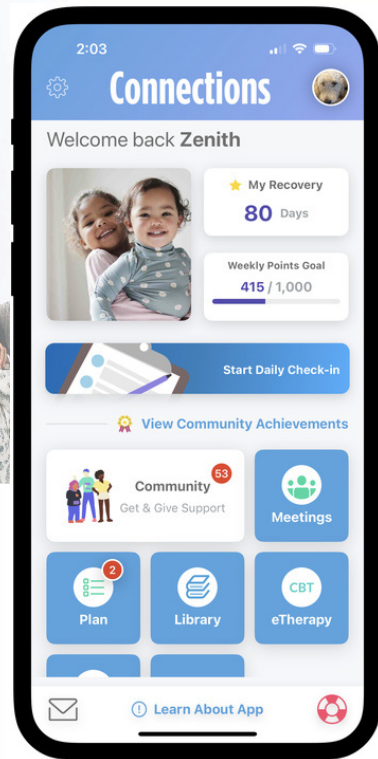 2:03
Connections
Welcome back Zenith
My Recovery
80 Days
Weekly Points Goal
415 / 1,000
Start Daily Check-in
View Community Achievements
53
Community
Get & Give Support
Meetings
2
Plan
Library
CBT
eTherapy
Learn About App